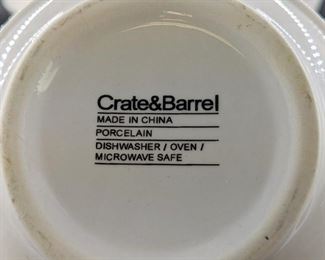 Crate&Barrel
MADE IN CHINA
PORCELAIN
DISHWASHER / OVEN /
MICROWAVE SAFE